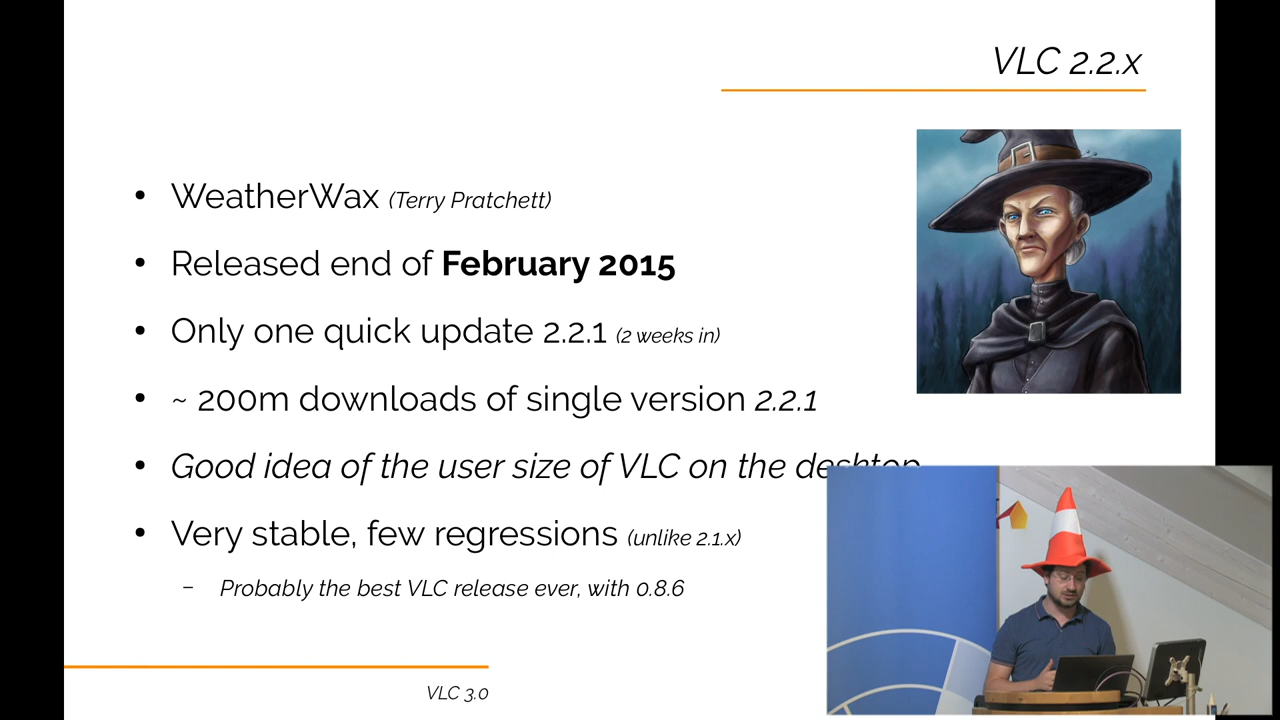 VLC 2.2.x
• WeatherWax (Terry Pratchett)
• Released end of February 2015
• Only one quick update 2.2.1 (2 weeks in)
• ~ 200m downloads of single version 2.2.1
• Good idea of the user size of VLC on the desktop
• Very stable, few regressions (unlike 2.1.x)
– Probably the best VLC release ever, with 0.8.6
VLC 3.0